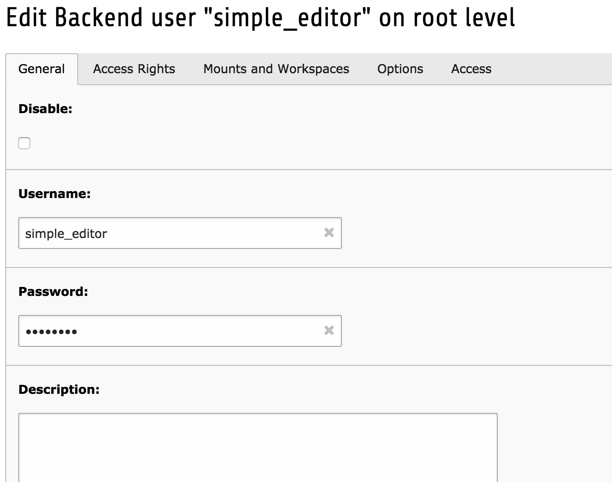 Edit Backend user "simple_editor" on root level
General Access Rights Mounts and Workspaces Options Access
Disable:
Username:
simple_editor
Password:
••••••••
Description: